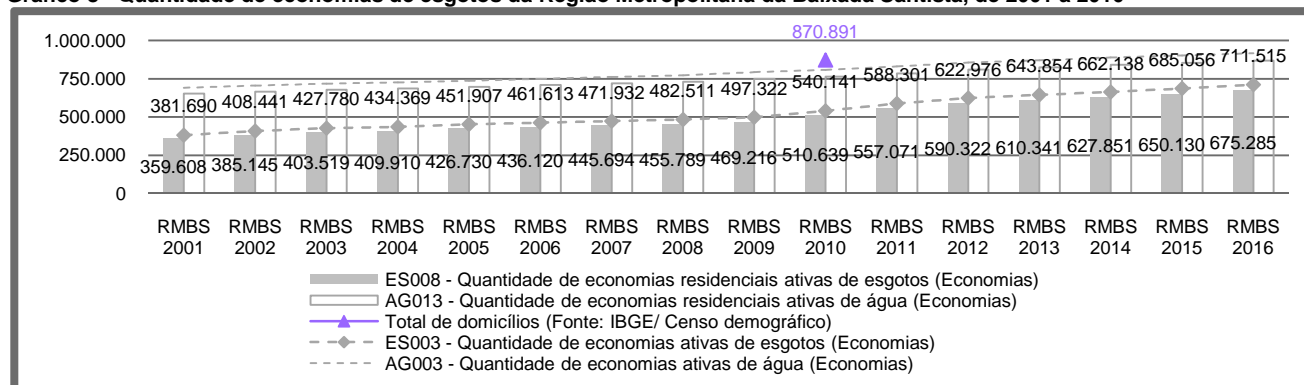 Gráfico 8 - Quantidade de economias de esgotos da Região Metropolitana da Baixada Santista, de 2001 a 2016
870.891
1.000.000
750.000
500.000
250.000
0
381.690 408.441 427.780 434.369 451.907 461.613 471.932 482.511 497.322 540.141 588.301 622.976 643.854 662.138 685.056 711.515
359.608 385.145 403.519 409.910 426.730 436.120 445.694 455.789 469.216 510.639 557.071 590.322 610.341 627.851 650.130 675.285
RMBS RMBS RMBS RMBS RMBS RMBS RMBS RMBS RMBS RMBS RMBS RMBS RMBS RMBS RMBS RMBS
2001 2002 2003 2004 2005 2006 2007 2008 2009 2010 2011 2012 2013 2014 2015 2016
ES008 - Quantidade de economias residenciais ativas de esgotos (Economias)
AG013 - Quantidade de economias residenciais ativas de água (Economias)
Total de domicílios (Fonte: IBGE/ Censo demográfico)
ES003 - Quantidade de economias ativas de esgotos (Economias)
AG003 - Quantidade de economias ativas de água (Economias)